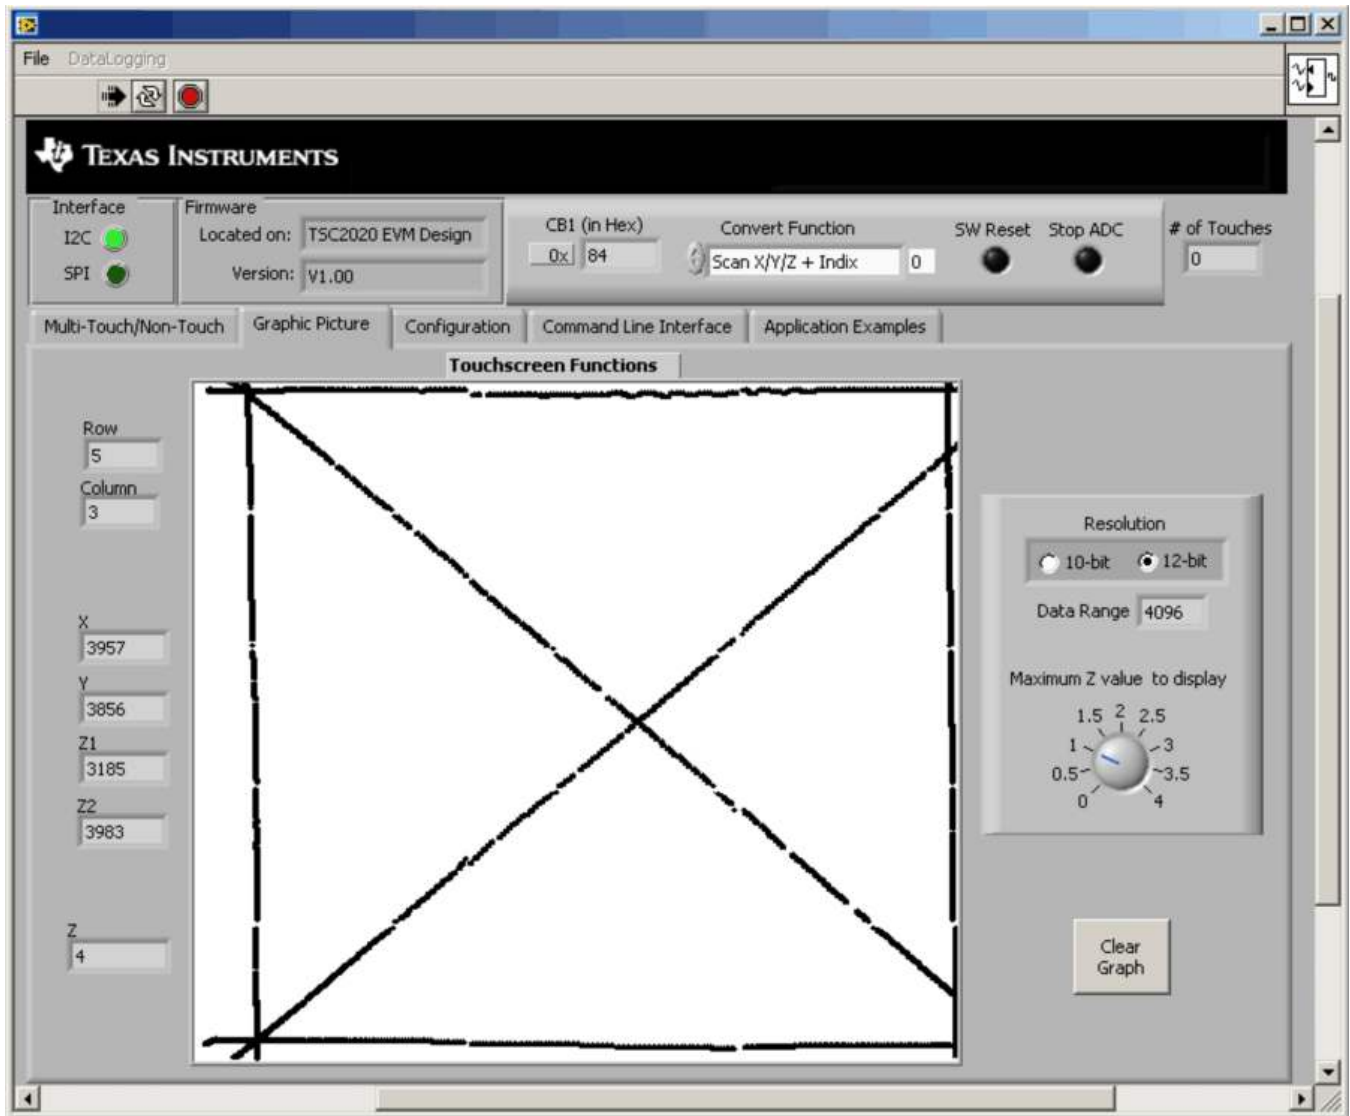 File DataLogging
TEXAS INSTRUMENTS
Interface
I2C
SPI
Firmware
Located on: TSC2020 EVM Design
Version: V1.00
CB1 (in Hex)
0x 84
Convert Function
Scan X/Y/Z + Indix 0
SW Reset
Stop ADC
# of Touches
0
Multi-Touch/Non-Touch Graphic Picture Configuration Command Line Interface Application Examples
Touchscreen Functions
Row
5
Column
3
X
3957
Y
3856
Z1
3185
Z2
3983
Z
4
Resolution
10-bit 12-bit
Data Range 4096
Maximum Z value to display
0 0.5 1 1.5 2 2.5 3 3.5 4
Clear
Graph